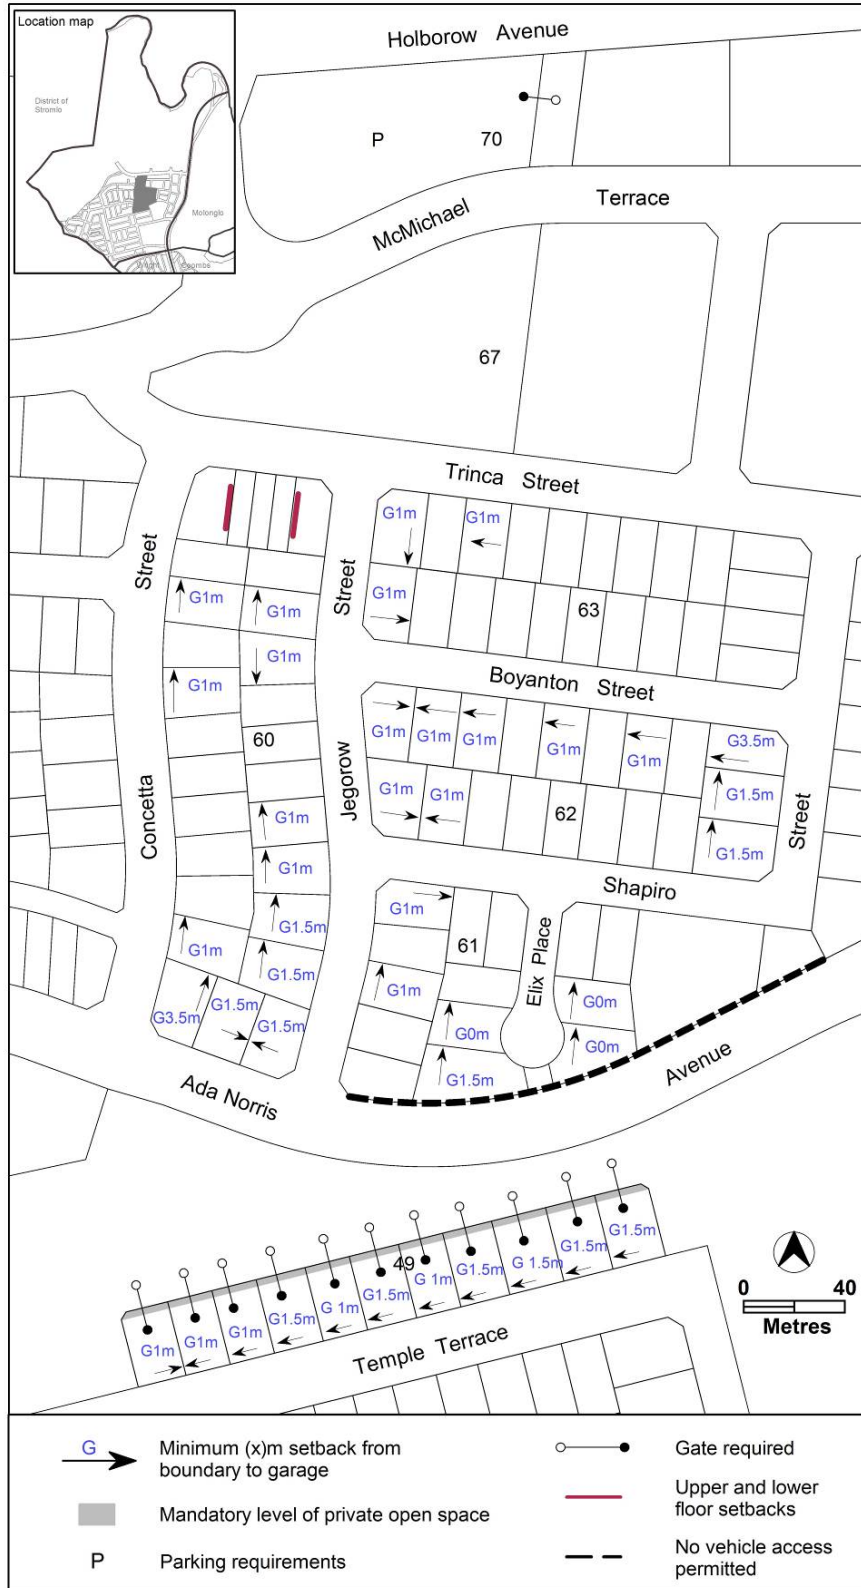 Location map
District of
Stromlo
Molonglo
Wright
Coombs
Holborow Avenue
P
70
McMichael
Terrace
67
Trinca Street
Street
Street
G1m
G1m
G1m
G1m
G1m
G1m
G1m
63
Boyanton Street
60
Jegorow
Concetta
G1m
G1m
G1m
G1m
G1m
G3.5m
G1.5m
G1.5m
G1m
G1m
62
Street
G1m
G1m
G1.5m
G1.5m
G1m
G3.5m
G1.5m
G1.5m
Shapiro
G1m
61
Elix Place
G1m
G0m
G1.5m
G0m
G0m
Ada Norris
Avenue
49
G1m
G1m
G1m
G1.5m
G 1m
G1.5m
G 1m
G1.5m
G 1.5m
G1.5m
G1.5m
Temple Terrace
0 40
Metres
G
Minimum (x)m setback from
boundary to garage
Gate required
Mandatory level of private open space
Upper and lower
floor setbacks
P
Parking requirements
No vehicle access
permitted